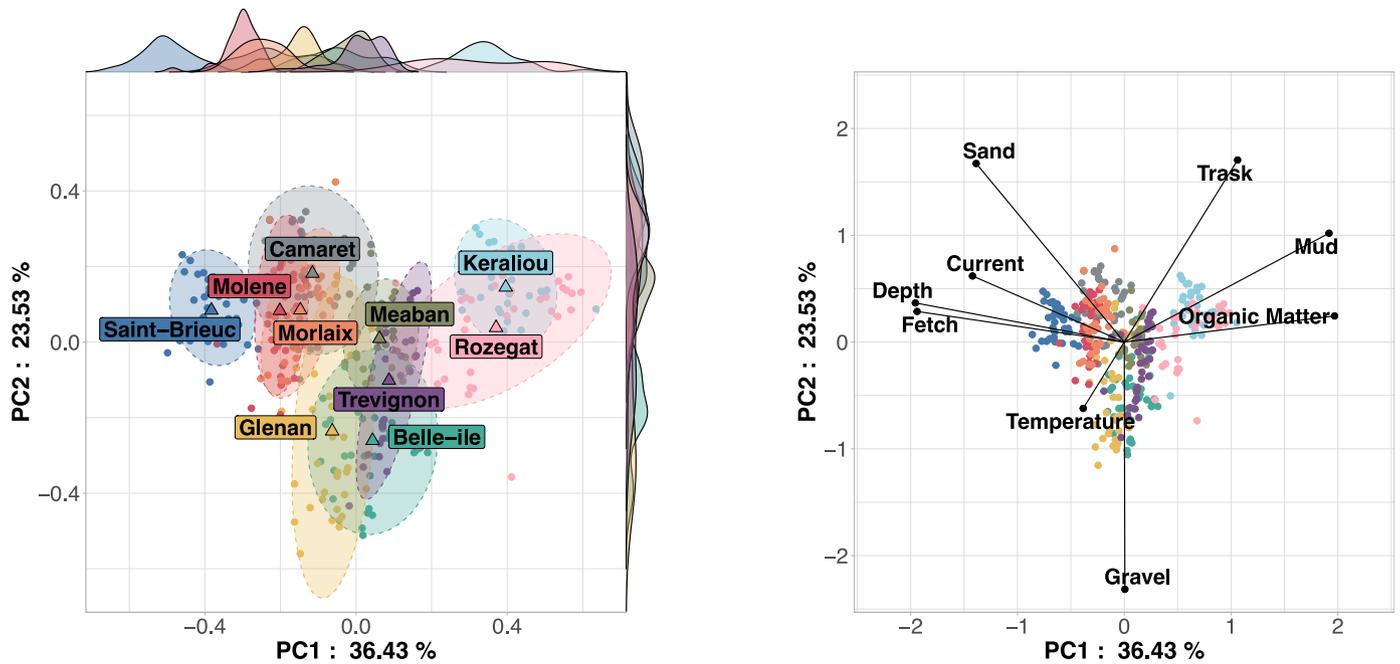 0.4
0.0
−0.4
PC2 : 23.53 %
Camaret
Molene
Saint−Brieuc
Morlaix
Meaban
Keraliou
Rozegat
Trevignon
Glenan
Belle−ile
−0.4
0.0
0.4
PC1 : 36.43 %
2
1
0
−1
−2
PC2 : 23.53 %
Sand
Trask
Mud
Current
Depth
Fetch
Organic Matter
Temperature
Gravel
−2
−1
0
1
2
PC1 : 36.43 %